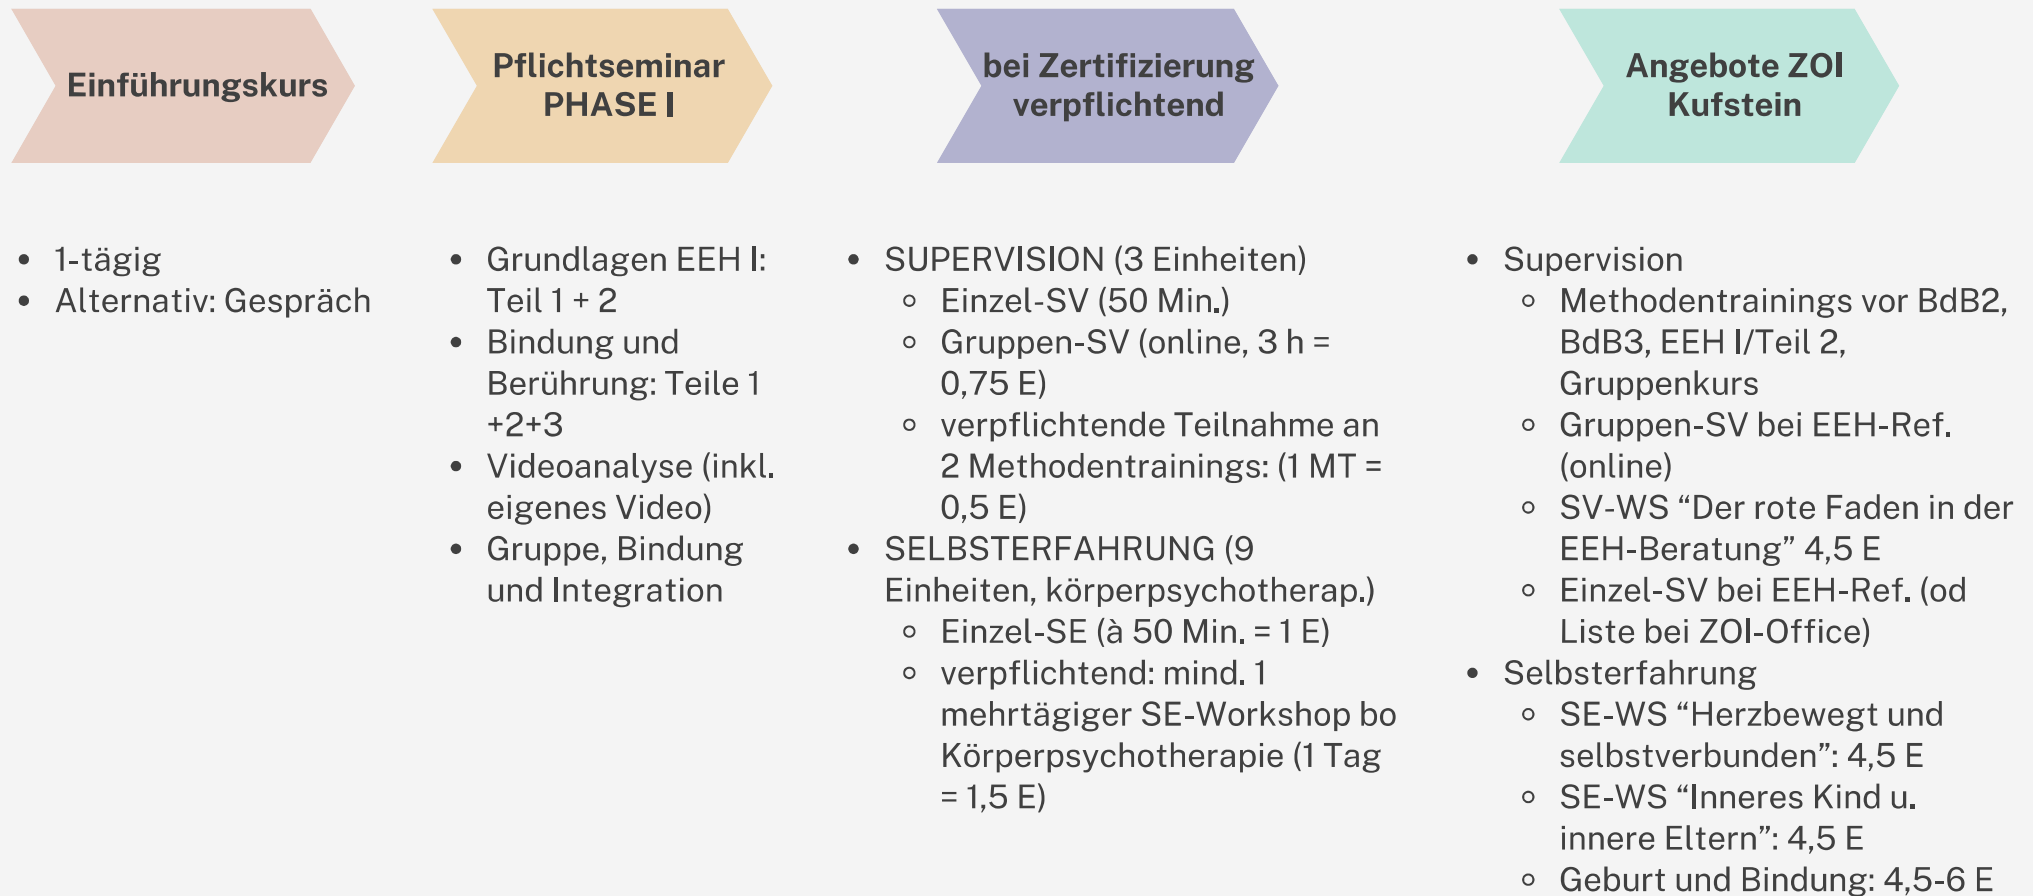 Einführungskurs
• 1-tägig
• Alternativ: Gespräch
Pflichtseminar
PHASE I
• Grundlagen EEH I:
Teil 1 + 2
• Bindung und
Berührung: Teile 1
+2+3
• Videoanalyse (inkl.
eigenes Video)
• Gruppe, Bindung
und Integration
bei Zertifizierung
verpflichtend
• SUPERVISION (3 Einheiten)
◦ Einzel-SV (50 Min.)
◦ Gruppen-SV (online, 3 h =
0,75 E)
◦ verpflichtende Teilnahme an
2 Methodentrainings: (1 MT =
0,5 E)
• SELBSTERFAHRUNG (9
Einheiten, körperpsychotherap.)
◦ Einzel-SE (à 50 Min. = 1 E)
◦ verpflichtend: mind. 1
mehrtägiger SE-Workshop bo
Körperpsychotherapie (1 Tag
= 1,5 E)
Angebote ZOI
Kufstein
• Supervision
◦ Methodentrainings vor BdB2,
BdB3, EEH I/Teil 2,
Gruppenkurs
◦ Gruppen-SV bei EEH-Ref.
(online)
◦ SV-WS “Der rote Faden in der
EEH-Beratung” 4,5 E
◦ Einzel-SV bei EEH-Ref. (od
Liste bei ZOI-Office)
• Selbsterfahrung
◦ SE-WS “Herzbewegt und
selbstverbunden”: 4,5 E
◦ SE-WS “Inneres Kind u.
innere Eltern”: 4,5 E
◦ Geburt und Bindung: 4,5-6 E